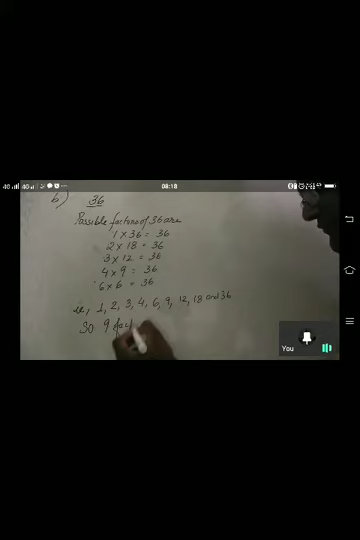 08:18
b) 36
Possible factors of 36 are
1 × 36 = 36
2 × 18 = 36
3 × 12 = 36
4 × 9 = 36
6 × 6 = 36
ie, 1, 2, 3, 4, 6, 9, 12, 18 and 36
So 9 fact
You